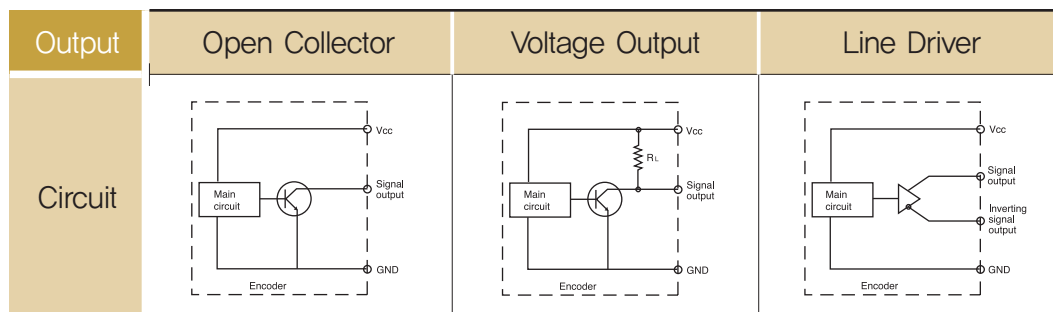 Output
Open Collector
Voltage Output
Line Driver
Circuit
Vcc
Main
circuit
Signal
output
GND
Encoder
Vcc
RL
Main
circuit
Signal
output
GND
Encoder
Vcc
Main
circuit
Signal
output
Inverting
signal
output
GND
Encoder